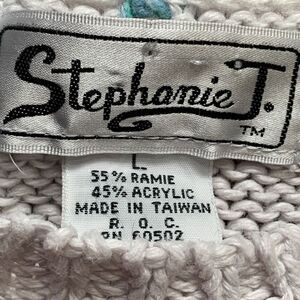 Stephanie T.
TM
L
55% RAMIE
45% ACRYLIC
MADE IN TAIWAN
R. O. C.
RN 60502